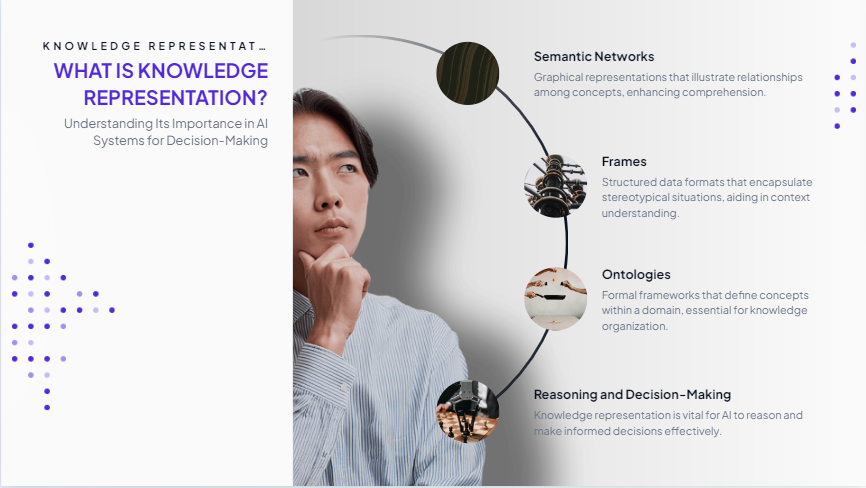 KNOWLEDGE REPRESENTAT…
WHAT IS KNOWLEDGE
REPRESENTATION?
Understanding Its Importance in AI
Systems for Decision-Making
Semantic Networks
Graphical representations that illustrate relationships
among concepts, enhancing comprehension.
Frames
Structured data formats that encapsulate
stereotypical situations, aiding in context
understanding.
Ontologies
Formal frameworks that define concepts
within a domain, essential for knowledge
organization.
Reasoning and Decision-Making
Knowledge representation is vital for AI to reason and
make informed decisions effectively.